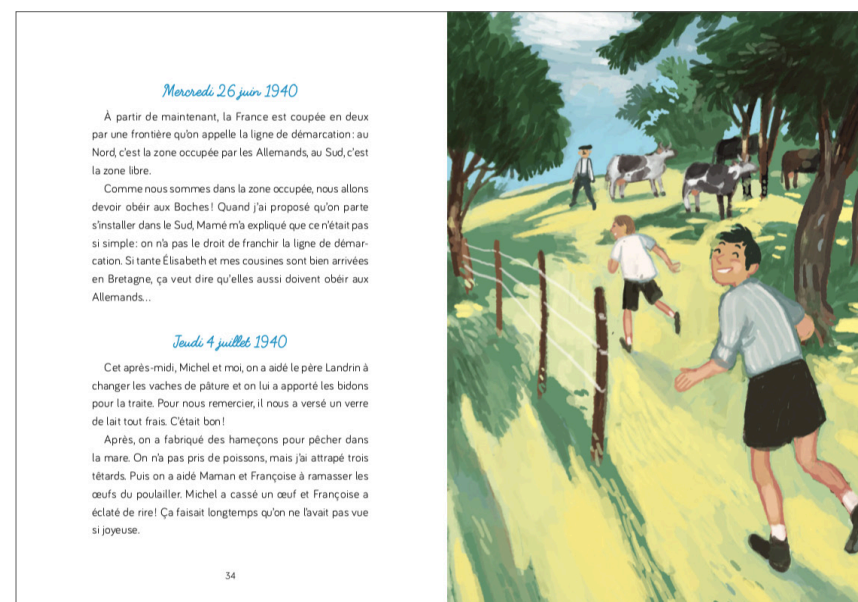 Mercredi 26 juin 1940
À partir de maintenant, la France est coupée en deux
par une frontière qu'on appelle la ligne de démarcation : au
Nord, c'est la zone occupée par les Allemands, au Sud, c'est
la zone libre.
Comme nous sommes dans la zone occupée, nous allons
devoir obéir aux Boches ! Quand j'ai proposé qu'on parte
s'installer dans le Sud, Mamé m'a expliqué que ce n'était pas
si simple : on n'a pas le droit de franchir la ligne de démar-
cation. Si tante Élisabeth et mes cousines sont bien arrivées
en Bretagne, ça veut dire qu'elles aussi doivent obéir aux
Allemands…
Jeudi 4 juillet 1940
Cet après-midi, Michel et moi, on a aidé le père Landrin à
changer les vaches de pâture et on lui a apporté les bidons
pour la traite. Pour nous remercier, il nous a versé un verre
de lait tout frais. C'était bon !
Après, on a fabriqué des hameçons pour pêcher dans
la mare. On n'a pas pris de poissons, mais j'ai attrapé trois
têtards. Puis on a aidé Maman et Françoise à ramasser les
œufs du poulailler. Michel a cassé un œuf et Françoise a
éclaté de rire ! Ça faisait longtemps qu'on ne l'avait pas vue
si joyeuse.
34